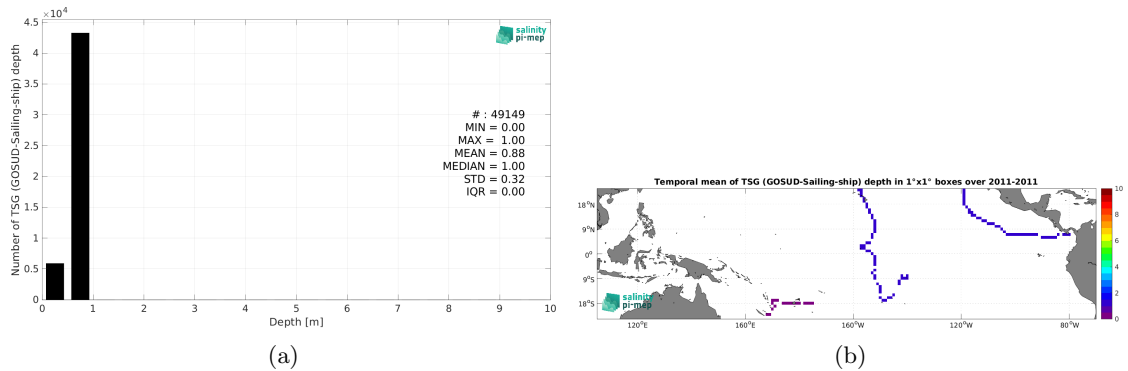 ×10⁴
4.5
4
3.5
3
2.5
2
1.5
1
0.5
0
Number of TSG (GOSUD-Sailing-ship) depth
salinity
pi-mep
# : 49149
MIN = 0.00
MAX = 1.00
MEAN = 0.88
MEDIAN = 1.00
STD = 0.32
IQR = 0.00
0 1 2 3 4 5 6 7 8 9 10
Depth [m]
(a)
Temporal mean of TSG (GOSUD-Sailing-ship) depth in 1°x1° boxes over 2011-2011
18°N
9°N
0°
9°S
18°S
salinity
pi-mep
120°E 160°E 160°W 120°W 80°W
10
8
6
4
2
0
(b)